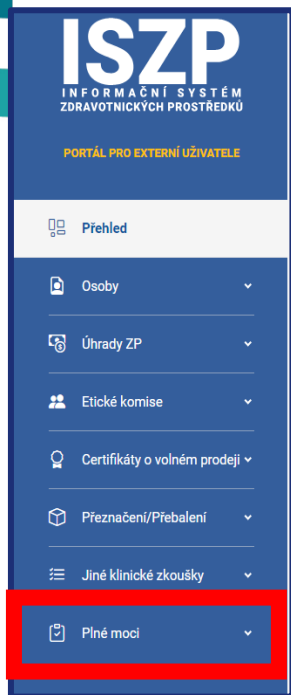 ISZP
INFORMAČNÍ SYSTÉM
ZDRAVOTNICKÝCH PROSTŘEDKŮ
PORTÁL PRO EXTERNÍ UŽIVATELE
Přehled
Osoby
Úhrady ZP
Etické komise
Certifikáty o volném prodeji
Přeznačení/Přebalení
Jiné klinické zkoušky
Plné moci